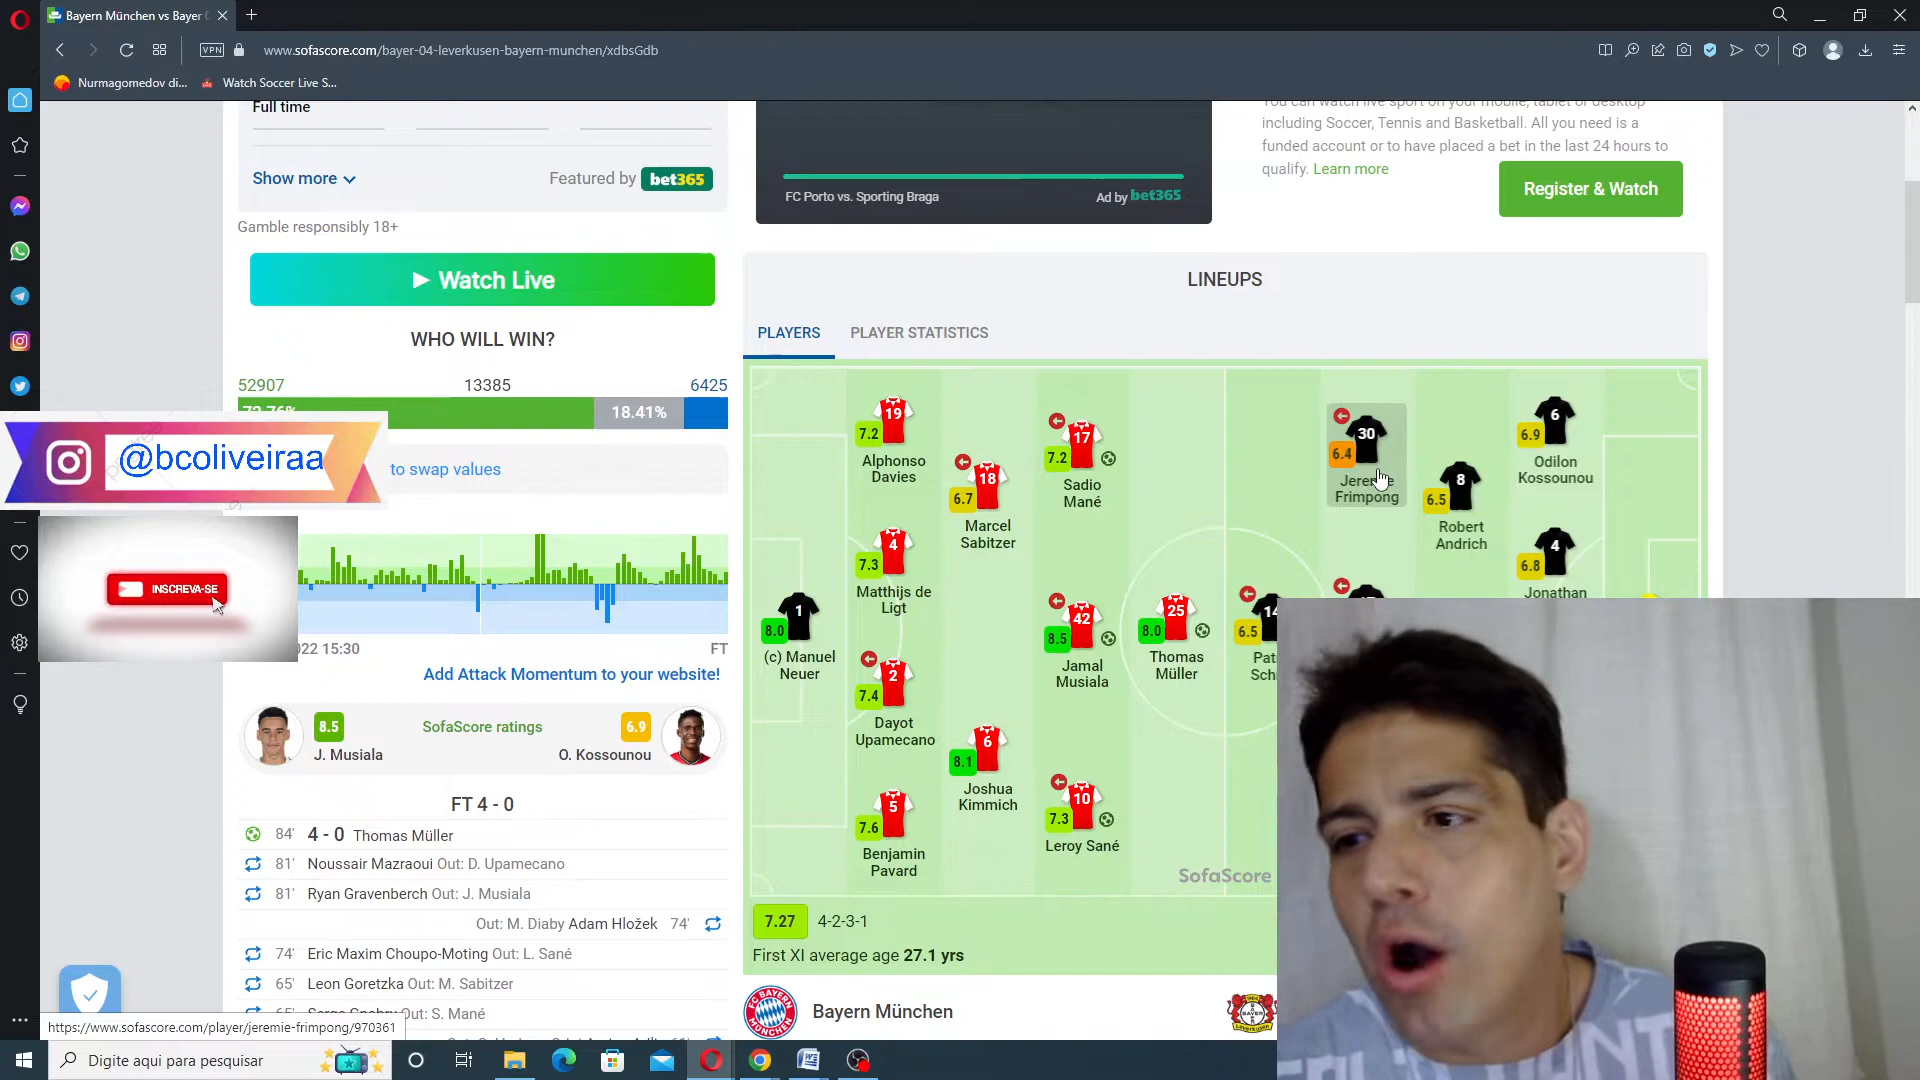 Bayern München vs Bayer
www.sofascore.com/bayer-04-leverkusen-bayern-munchen/xdbsGdb
VPN
Nurmagomedov di...
Watch Soccer Live S...
Full time
Show more
Featured by bet365
Gamble responsibly 18+
Watch Live
WHO WILL WIN?
52907
13385
6425
18.41%
@bcoliveiraa
to swap values
INSCREVA-SE
022 15:30
FT
Add Attack Momentum to your website!
8.5
J. Musiala
SofaScore ratings
6.9
O. Kossounou
FT 4 - 0
84' 4 - 0 Thomas Müller
81' Noussair Mazraoui Out: D. Upamecano
81' Ryan Gravenberch Out: J. Musiala
Out: M. Diaby Adam Hložek 74'
74' Eric Maxim Choupo-Moting Out: L. Sané
65' Leon Goretzka Out: M. Sabitzer
Out: S. Mané
https://www.sofascore.com/player/jeremie-frimpong/970361
FC Porto vs. Sporting Braga
Ad by bet365
You can watch live sport on your mobile, tablet or desktop
including Soccer, Tennis and Basketball. All you need is a
funded account or to have placed a bet in the last 24 hours to
qualify. Learn more
Register & Watch
LINEUPS
PLAYERS
PLAYER STATISTICS
1
8.0
(c) Manuel
Neuer
19
7.2
Alphonso
Davies
4
7.3
Matthijs de
Ligt
2
7.4
Dayot
Upamecano
5
7.6
Benjamin
Pavard
18
6.7
Marcel
Sabitzer
6
8.1
Joshua
Kimmich
17
7.2
Sadio
Mané
42
8.5
Jamal
Musiala
10
7.3
Leroy Sané
25
8.0
Thomas
Müller
14
6.5
30
6.4
Jeremie
Frimpong
8
6.5
Robert
Andrich
6
6.9
Odilon
Kossounou
4
6.8
Jonathan
SofaScore
7.27 4-2-3-1
First XI average age 27.1 yrs
Bayern München
Digite aqui para pesquisar